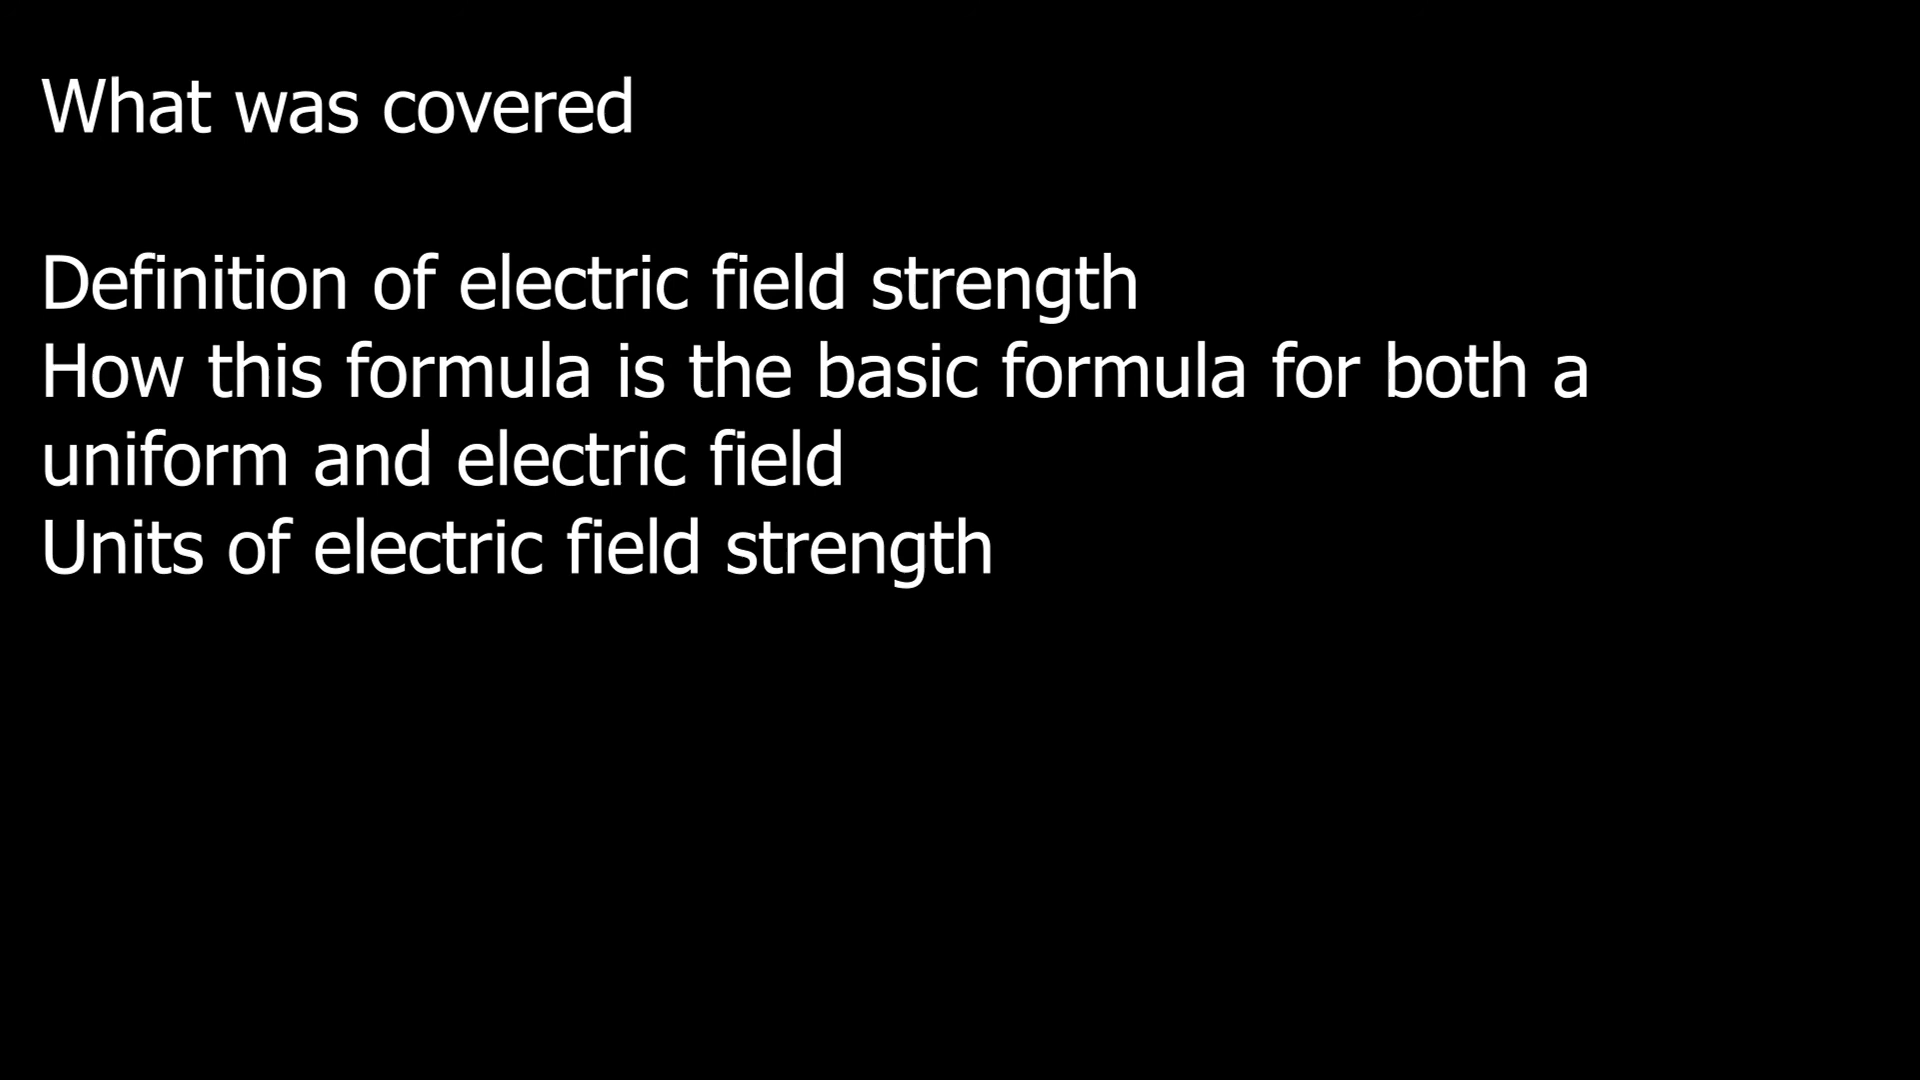 What was covered
Definition of electric field strength
How this formula is the basic formula for both a
uniform and electric field
Units of electric field strength